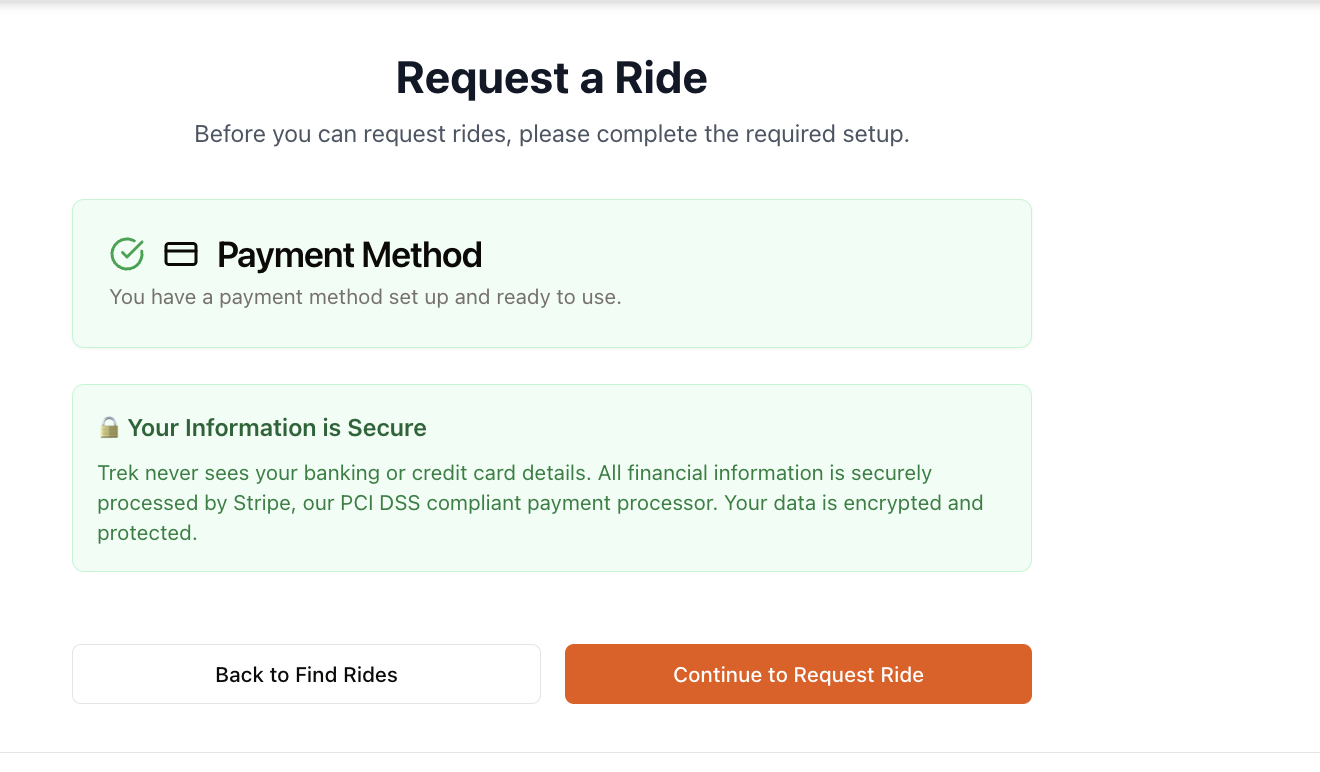 Request a Ride
Before you can request rides, please complete the required setup.
Payment Method
You have a payment method set up and ready to use.
🔒 Your Information is Secure
Trek never sees your banking or credit card details. All financial information is securely
processed by Stripe, our PCI DSS compliant payment processor. Your data is encrypted and
protected.
Back to Find Rides
Continue to Request Ride